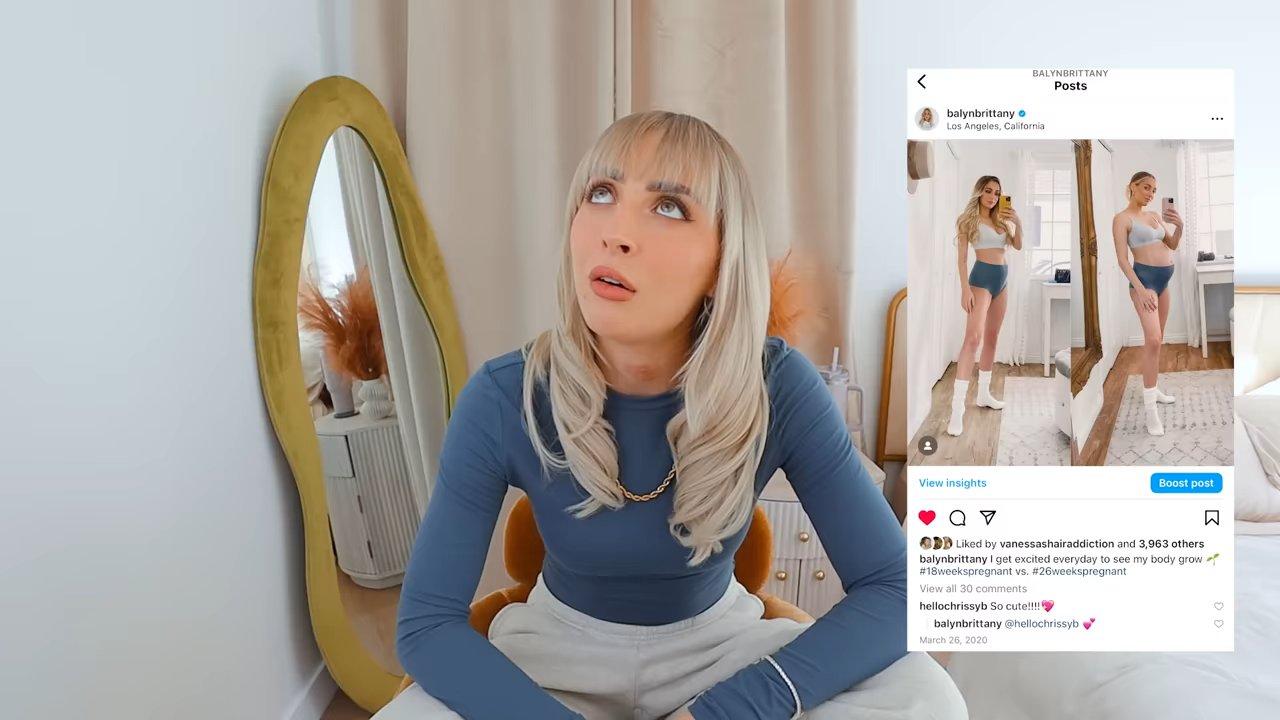 BALYNBRITTANY
Posts
balynbrittany
Los Angeles, California
View insights
Boost post
Liked by vanessashairaddiction and 3,963 others
balynbrittany I get excited everyday to see my body grow 🌱
#18weekspregnant vs. #26weekspregnant
View all 30 comments
hellochrissyb So cute!!!!💖
balynbrittany @hellochrissyb 💕
March 26, 2020